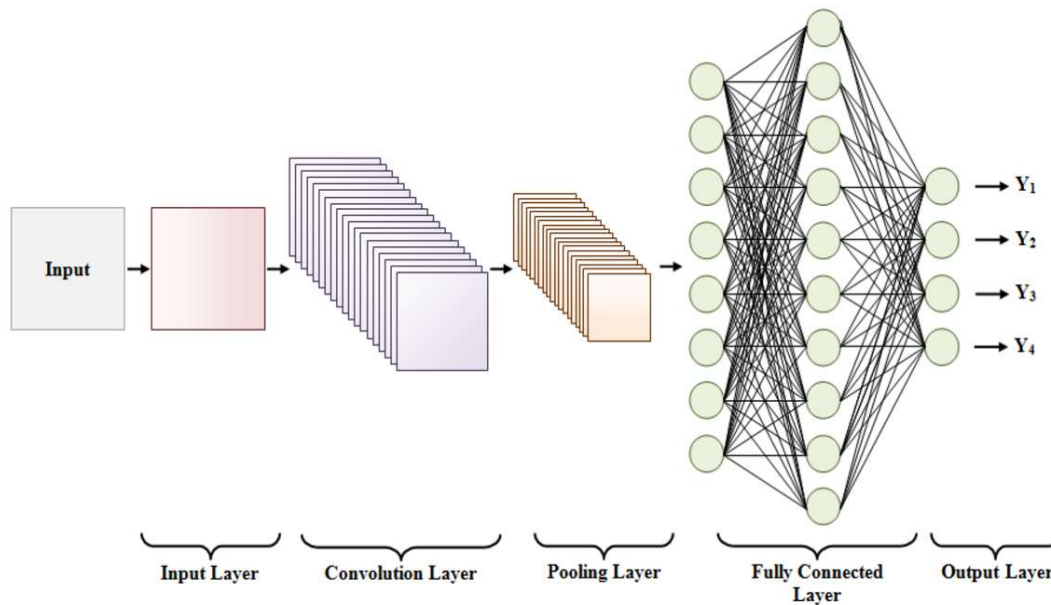 Input
Y1
Y2
Y3
Y4
Input Layer
Convolution Layer
Pooling Layer
Fully Connected
Layer
Output Layer